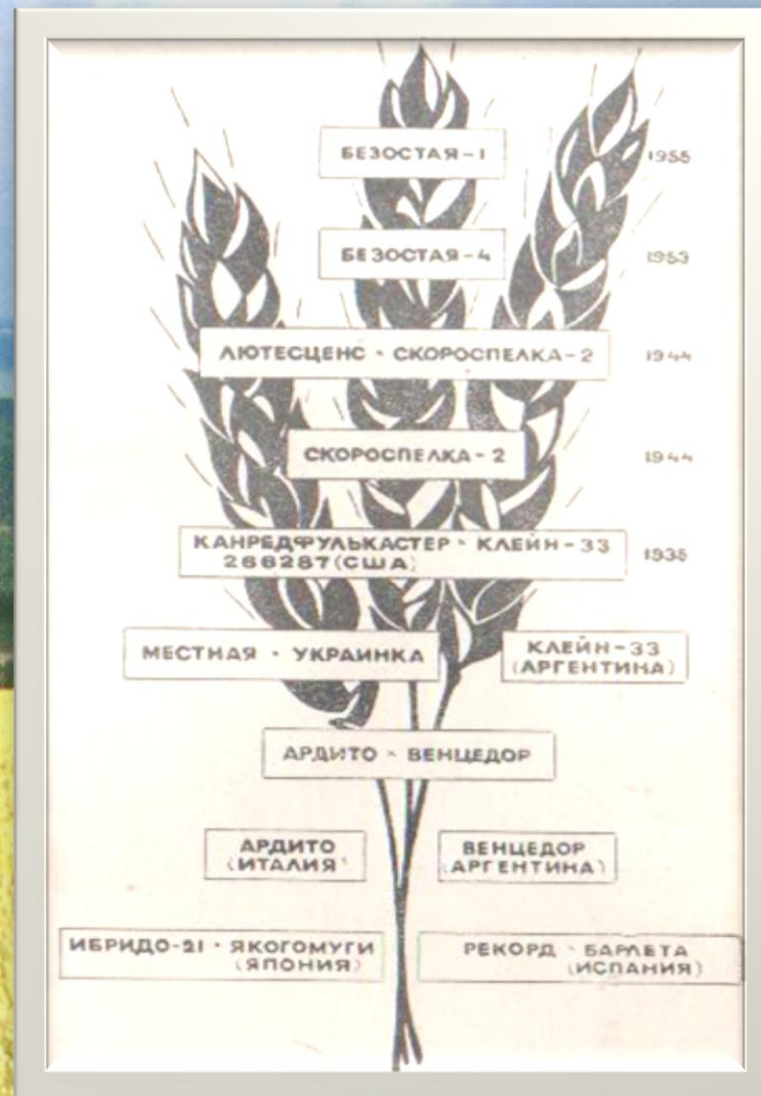 БЕЗОСТАЯ-1 1955
БЕЗОСТАЯ-4 1953
ЛЮТЕСЦЕНС - СКОРОСПЕЛКА-2 1944
СКОРОСПЕЛКА-2 1944
КАНРЕДФУЛЬКАСТЕР - КЛЕЙН-33 1935
266287 (США)
МЕСТНАЯ - УКРАИНКА
КЛЕЙН-33
(АРГЕНТИНА)
АРДИТО - ВЕНЦЕДОР
АРДИТО
(ИТАЛИЯ)
ВЕНЦЕДОР
(АРГЕНТИНА)
ИБРИДО-21 - ЯКОГОМУГИ
(ЯПОНИЯ)
РЕКОРД - БАРЛЕТА
(ИСПАНИЯ)